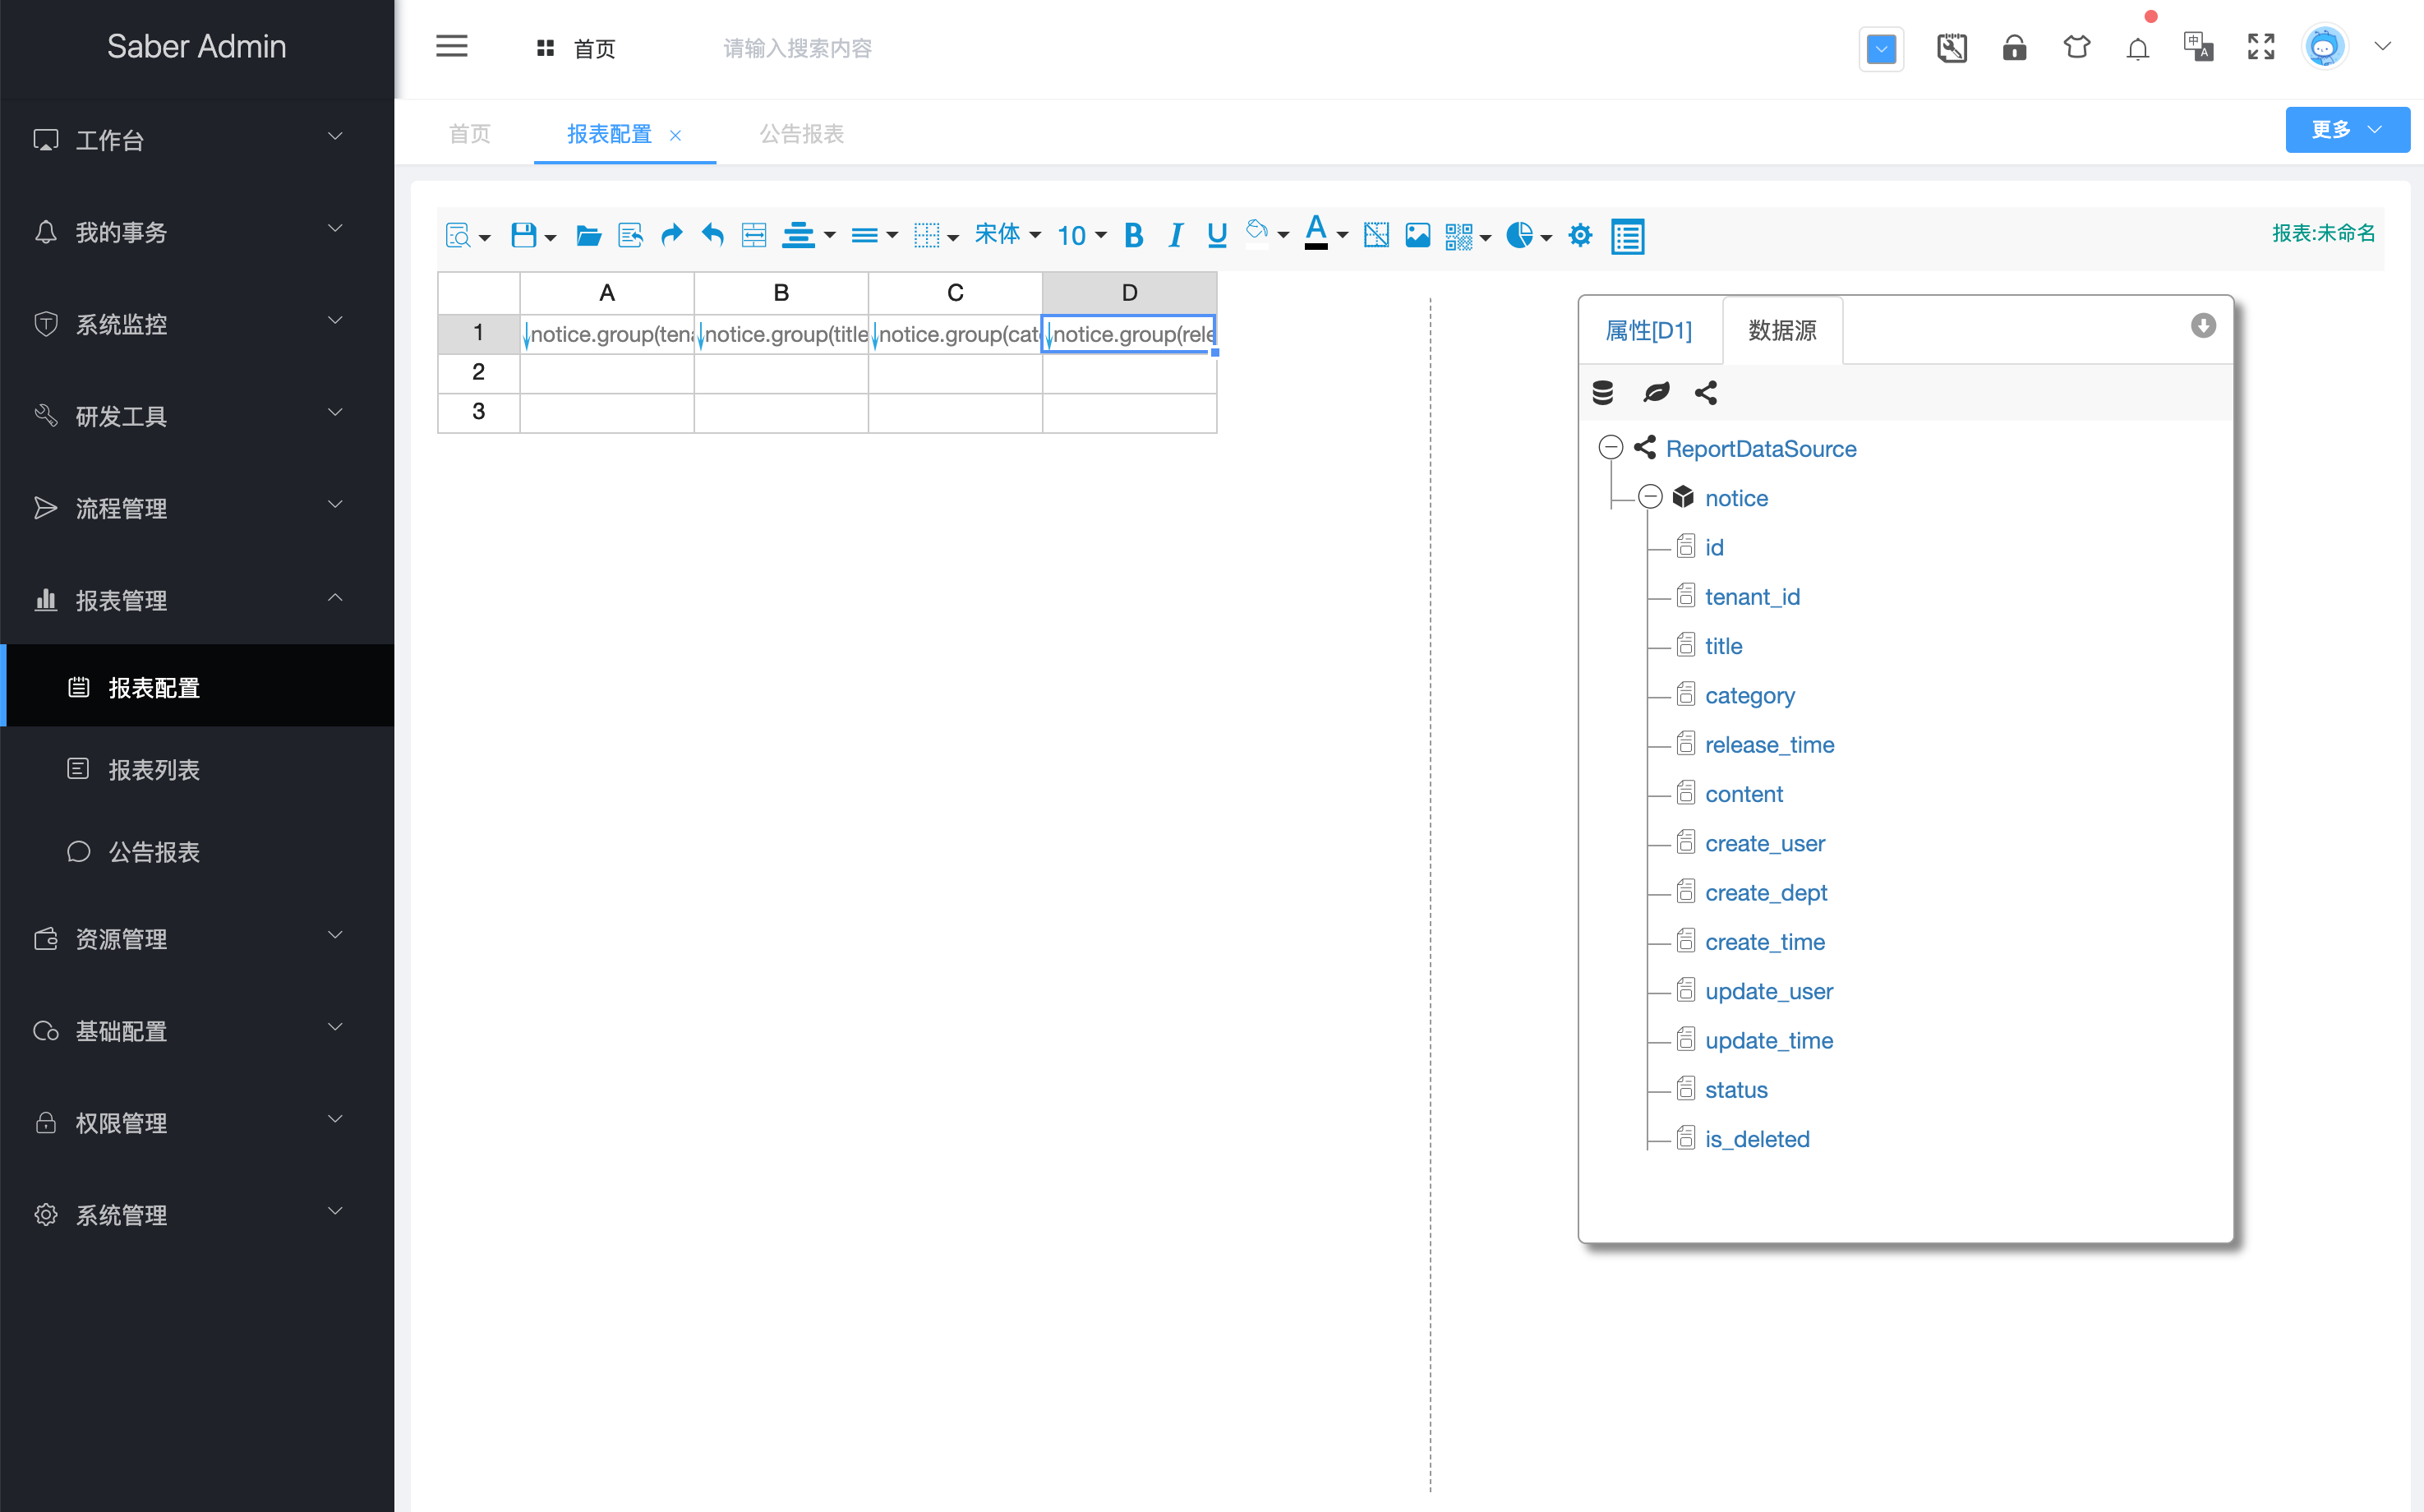 Saber Admin
首页
请输入搜索内容
中
A
首页
报表配置
公告报表
更多
工作台
我的事务
系统监控
研发工具
流程管理
报表管理
报表配置
报表列表
公告报表
资源管理
基础配置
权限管理
系统管理
宋体
10
B
I
U
A
报表:未命名
A B C D
1 notice.group(tena notice.group(title notice.group(cate notice.group(rele
2
3
属性[D1]
数据源
ReportDataSource
notice
id
tenant_id
title
category
release_time
content
create_user
create_dept
create_time
update_user
update_time
status
is_deleted